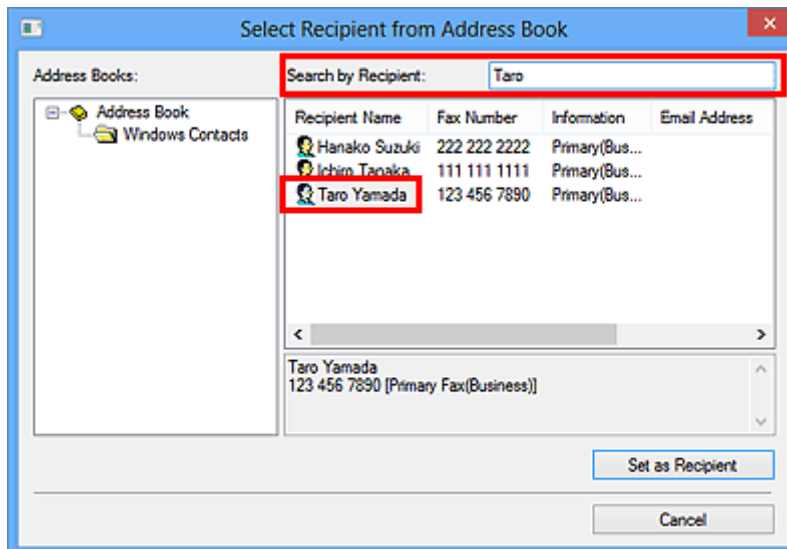 Select Recipient from Address Book
Address Books:
Search by Recipient: Taro
Address Book
Windows Contacts
Recipient Name Fax Number Information Email Address
Hanako Suzuki 222 222 2222 Primary(Bus...
Ichiro Tanaka 111 111 1111 Primary(Bus...
Taro Yamada 123 456 7890 Primary(Bus...
Taro Yamada
123 456 7890 [Primary Fax(Business)]
Set as Recipient
Cancel